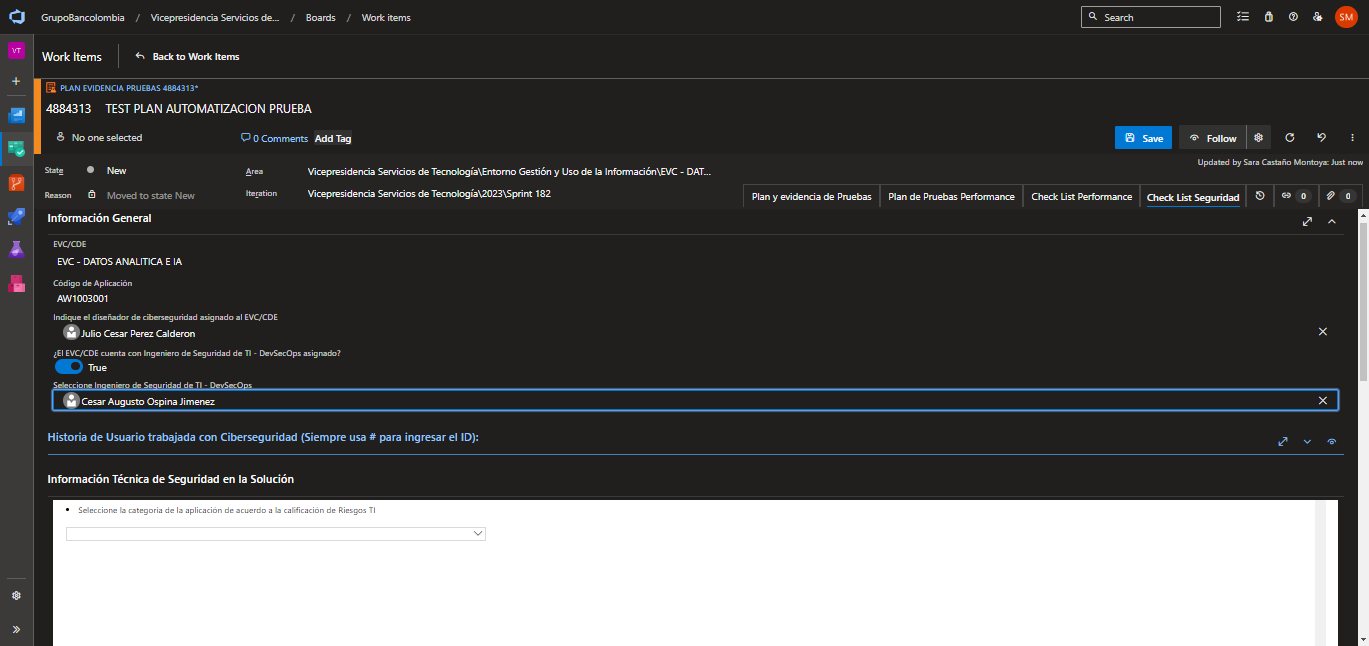 GrupoBancolombia / Vicepresidencia Servicios de... / Boards / Work items
Search
SM
VT
Work Items
Back to Work Items
PLAN EVIDENCIA PRUEBAS 4884313*
4884313 TEST PLAN AUTOMATIZACION PRUEBA
No one selected
0 Comments
Add Tag
Save
Follow
Updated by Sara Castaño Montoya: Just now
State New
Area Vicepresidencia Servicios de Tecnología\Entorno Gestión y Uso de la Información\EVC - DAT...
Reason Moved to state New
Iteration Vicepresidencia Servicios de Tecnología\2023\Sprint 182
Plan y evidencia de Pruebas
Plan de Pruebas Performance
Check List Performance
Check List Seguridad
0
0
Información General
EVC/CDE
EVC - DATOS ANALITICA E IA
Código de Aplicación
AW1003001
Indique el diseñador de ciberseguridad asignado al EVC/CDE
Julio Cesar Perez Calderon
¿El EVC/CDE cuenta con Ingeniero de Seguridad de TI - DevSecOps asignado?
True
Seleccione Ingeniero de Seguridad de TI - DevSecOps
Cesar Augusto Ospina Jimenez
Historia de Usuario trabajada con Ciberseguridad (Siempre usa # para ingresar el ID):
Información Técnica de Seguridad en la Solución
• Seleccione la categoria de la aplicación de acuerdo a la calificación de Riesgos TI